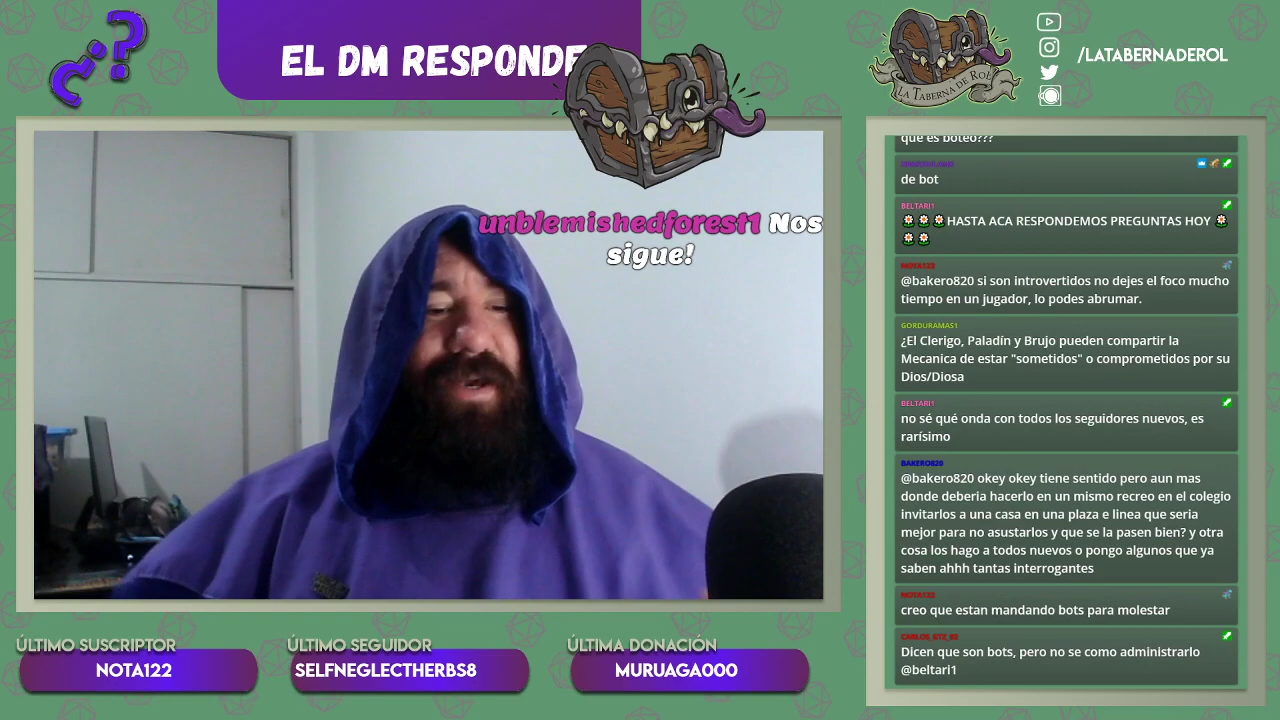 ¿?
EL DM RESPONDE
LA TABERNA DE ROL
/LATABERNADEROL
unblemishedforest1 Nos
sigue!
que es boteo???
de bot
BELTARI1
HASTA ACA RESPONDEMOS PREGUNTAS HOY
NOTA122
@bakero820 si son introvertidos no dejes el foco mucho
tiempo en un jugador, lo podes abrumar.
GORDURAMAS1
¿El Clerigo, Paladín y Brujo pueden compartir la
Mecanica de estar "sometidos" o comprometidos por su
Dios/Diosa
BELTARI1
no sé qué onda con todos los seguidores nuevos, es
rarísimo
BAKERO820
@bakero820 okey okey tiene sentido pero aun mas
donde deberia hacerlo en un mismo recreo en el colegio
invitarlos a una casa en una plaza e linea que seria
mejor para no asustarlos y que se la pasen bien? y otra
cosa los hago a todos nuevos o pongo algunos que ya
saben ahhh tantas interrogantes
NOTA122
creo que estan mandando bots para molestar
CARLOS_GTZ_85
Dicen que son bots, pero no se como administrarlo
@beltari1
ÚLTIMO SUSCRIPTOR
NOTA122
ÚLTIMO SEGUIDOR
SELFNEGLECTHERBS8
ÚLTIMA DONACIÓN
MURUAGA000